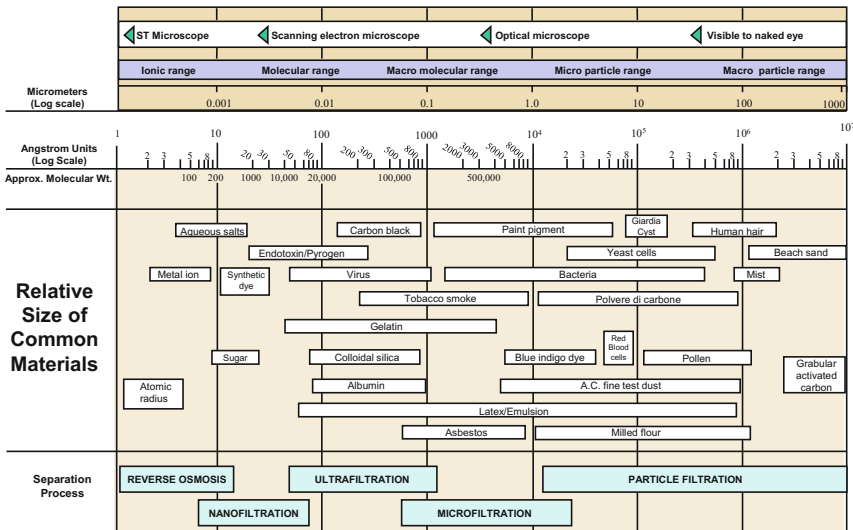 ST Microscope Scanning electron microscope Optical microscope Visible to naked eye
Ionic range Molecular range Macro molecular range Micro particle range Macro particle range
Micrometers
(Log scale)
0.001 0.01 0.1 1.0 10 100 1000
1 10 100 1000 10⁴ 10⁵ 10⁶ 10⁷
Angstrom Units
(Log Scale)
2 3 5 8 20 30 50 80 200 300 500 800 2000 3000 5000 8000 2 3 5 8 2 3 5 8 2 3 5 8
Approx. Molecular Wt.
100 200 1000 10,000 20,000 100,000 500,000
Relative
Size of
Common
Materials
Aqueous salts Carbon black Paint pigment Giardia
Cyst Human hair
Endotoxin/Pyrogen Yeast cells Beach sand
Metal ion Synthetic
dye Virus Bacteria Mist
Tobacco smoke Polvere di carbone
Gelatin
Sugar Colloidal silica Blue indigo dye Red
Blood
cells Pollen
Grabular
activated
carbon
Atomic
radius Albumin A.C. fine test dust
Latex/Emulsion
Asbestos Milled flour
Separation
Process
REVERSE OSMOSIS ULTRAFILTRATION PARTICLE FILTRATION
NANOFILTRATION MICROFILTRATION